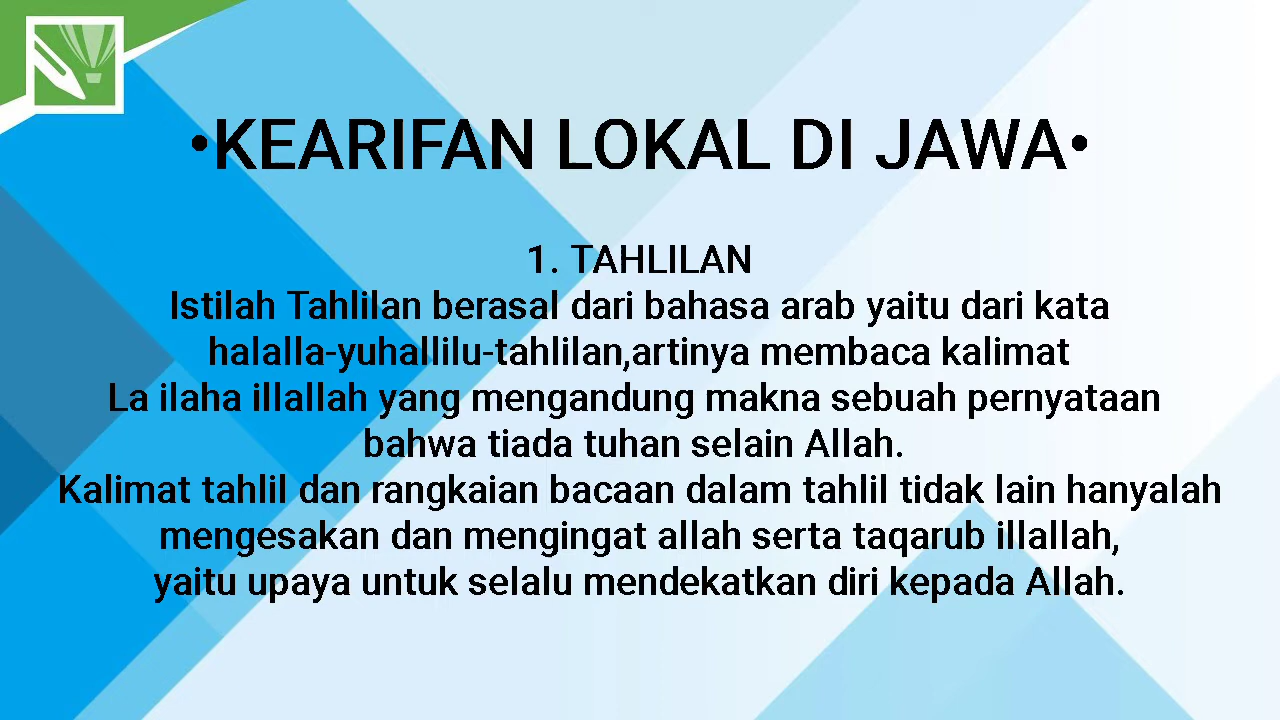 •KEARIFAN LOKAL DI JAWA•
1. TAHLILAN
Istilah Tahlilan berasal dari bahasa arab yaitu dari kata
halalla-yuhallilu-tahlilan,artinya membaca kalimat
La ilaha illallah yang mengandung makna sebuah pernyataan
bahwa tiada tuhan selain Allah.
Kalimat tahlil dan rangkaian bacaan dalam tahlil tidak lain hanyalah
mengesakan dan mengingat allah serta taqarub illallah,
yaitu upaya untuk selalu mendekatkan diri kepada Allah.